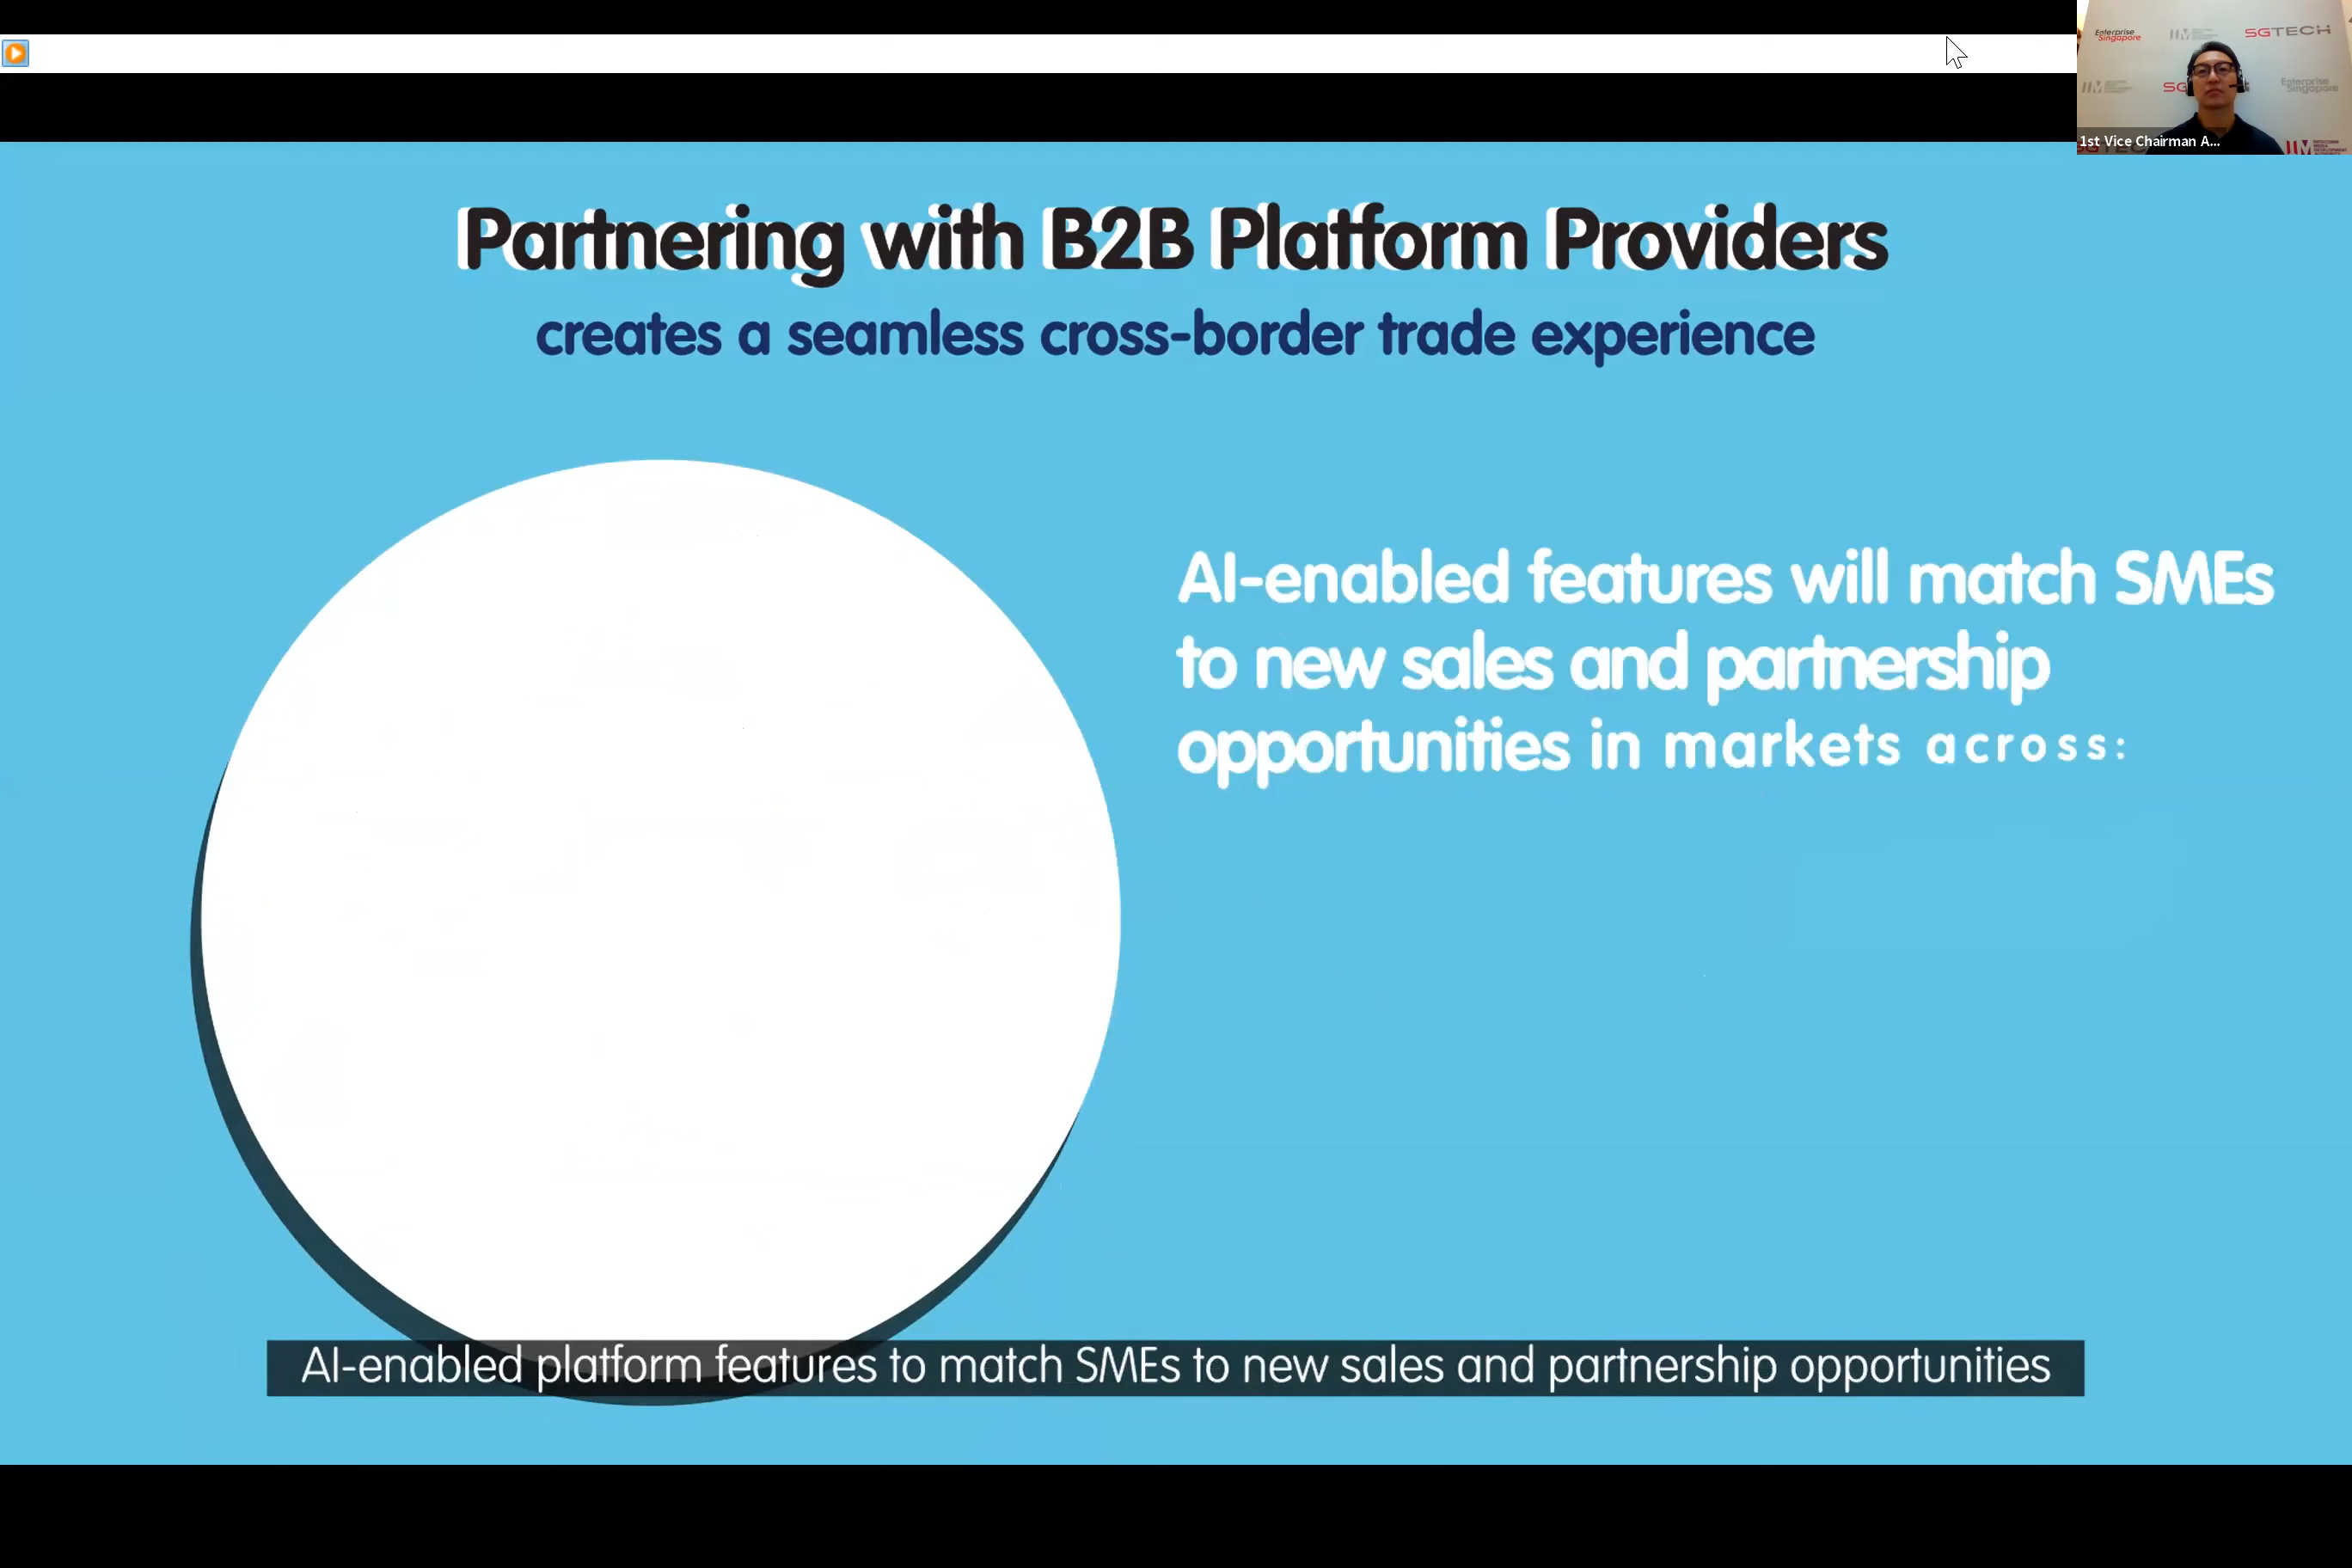 Enterprise
Singapore
SGTECH
Enterprise
Singapore
1st Vice Chairman A...
Partnering with B2B Platform Providers
creates a seamless cross-border trade experience
AI-enabled features will match SMEs
to new sales and partnership
opportunities in markets across:
AI-enabled platform features to match SMEs to new sales and partnership opportunities